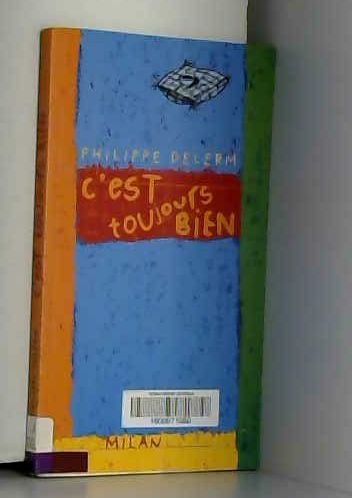 PHILIPPE DELERM
C'EST
toujours
BiEN
MILAN